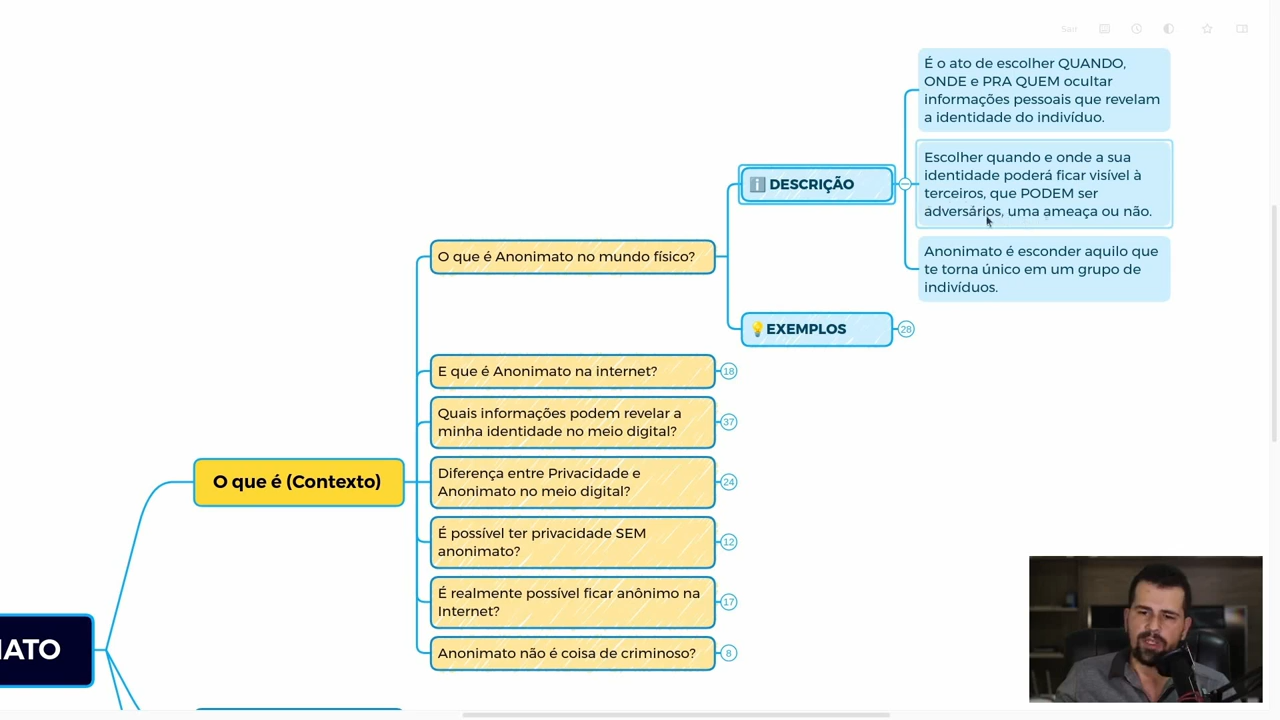 Sair
É o ato de escolher QUANDO,
ONDE e PRA QUEM ocultar
informações pessoais que revelam
a identidade do indivíduo.
Escolher quando e onde a sua
identidade poderá ficar visível à
terceiros, que PODEM ser
adversários, uma ameaça ou não.
Anonimato é esconder aquilo que
te torna único em um grupo de
indivíduos.
DESCRIÇÃO
O que é Anonimato no mundo físico?
EXEMPLOS
28
E que é Anonimato na internet?
18
Quais informações podem revelar a
minha identidade no meio digital?
37
O que é (Contexto)
Diferença entre Privacidade e
Anonimato no meio digital?
24
É possível ter privacidade SEM
anonimato?
12
É realmente possível ficar anônimo na
Internet?
17
Anonimato não é coisa de criminoso?
8
MATO